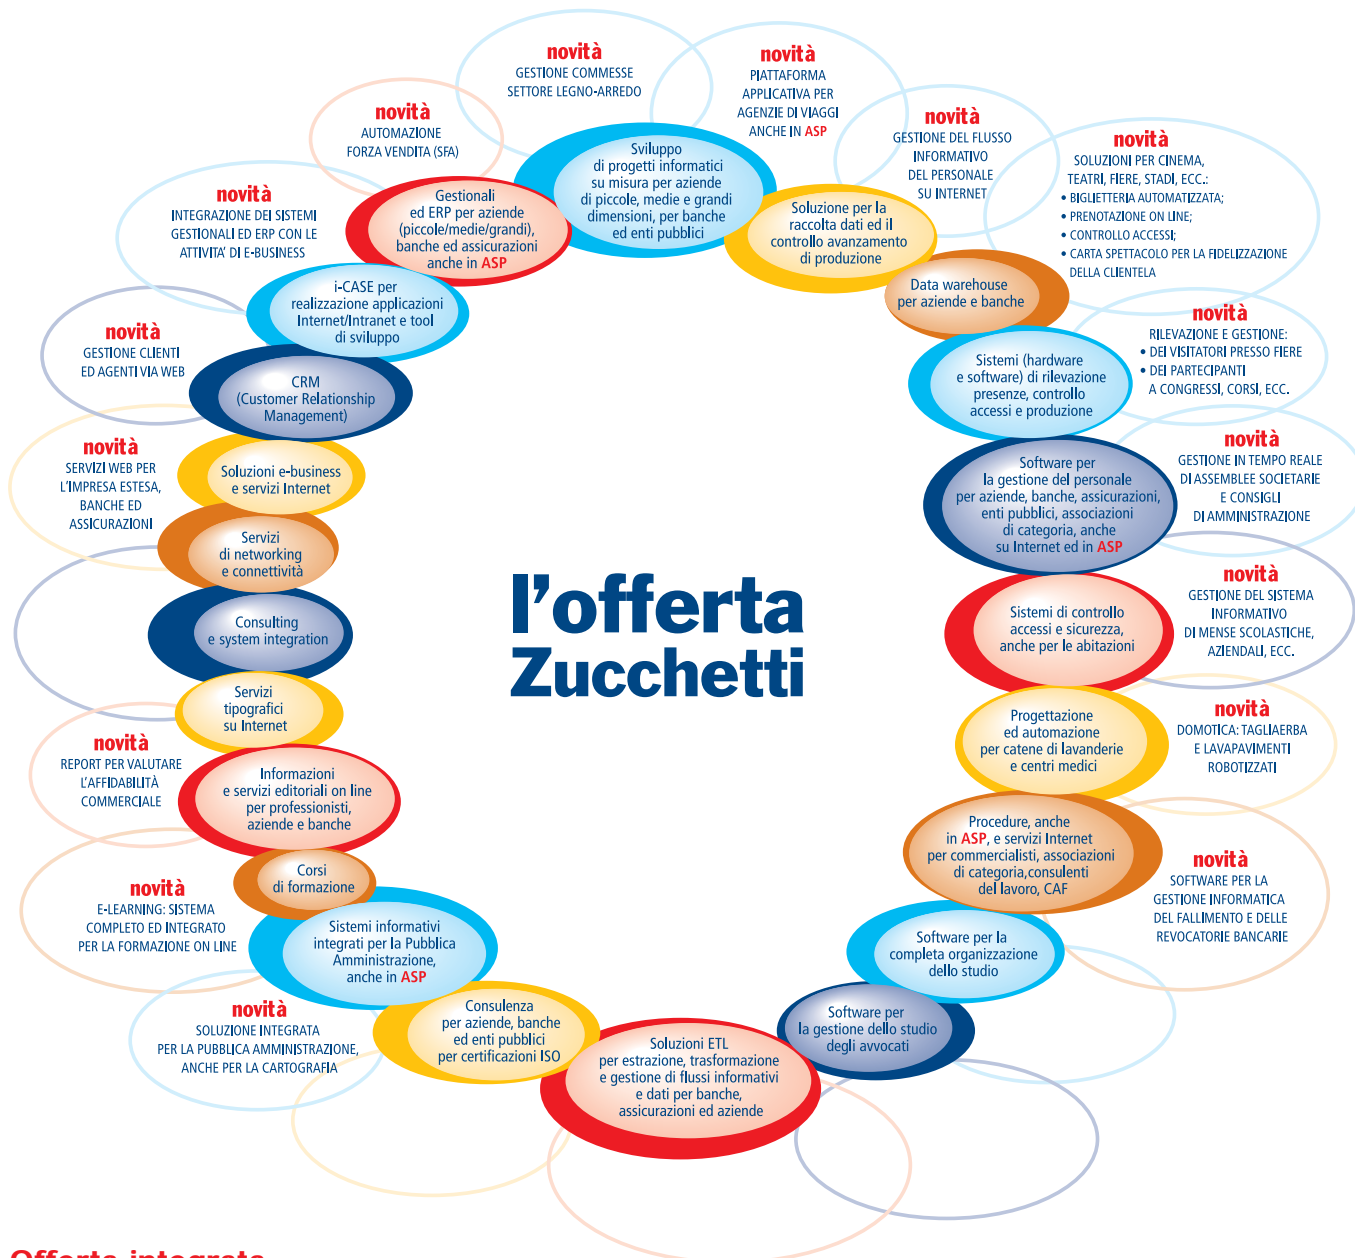 novità
GESTIONE COMMESSE
SETTORE LEGNO-ARREDO
novità
PIATTAFORMA
APPLICATIVA PER
AGENZIE DI VIAGGI
ANCHE IN ASP
novità
GESTIONE DEL FLUSSO
INFORMATIVO
DEL PERSONALE
SU INTERNET
novità
SOLUZIONI PER CINEMA,
TEATRI, FIERE, STADI, ECC.:
• BIGLIETTERIA AUTOMATIZZATA;
• PRENOTAZIONE ON LINE;
• CONTROLLO ACCESSI;
• CARTA SPETTACOLO PER LA FIDELIZZAZIONE
DELLA CLIENTELA
novità
RILEVAZIONE E GESTIONE:
• DEI VISITATORI PRESSO FIERE
• DEI PARTECIPANTI
A CONGRESSI, CORSI, ECC.
novità
GESTIONE IN TEMPO REALE
DI ASSEMBLEE SOCIETARIE
E CONSIGLI
DI AMMINISTRAZIONE
novità
GESTIONE DEL SISTEMA
INFORMATIVO
DI MENSE SCOLASTICHE,
AZIENDALI, ECC.
novità
DOMOTICA: TAGLIAERBA
E LAVAPAVIMENTI
ROBOTIZZATI
novità
SOFTWARE PER LA
GESTIONE INFORMATICA
DEL FALLIMENTO E DELLE
REVOCATORIE BANCARIE
novità
AUTOMAZIONE
FORZA VENDITA (SFA)
novità
INTEGRAZIONE DEI SISTEMI
GESTIONALI ED ERP CON LE
ATTIVITA' DI E-BUSINESS
novità
GESTIONE CLIENTI
ED AGENTI VIA WEB
novità
SERVIZI WEB PER
L'IMPRESA ESTESA,
BANCHE ED
ASSICURAZIONI
novità
REPORT PER VALUTARE
L'AFFIDABILITÀ
COMMERCIALE
novità
E-LEARNING: SISTEMA
COMPLETO ED INTEGRATO
PER LA FORMAZIONE ON LINE
novità
SOLUZIONE INTEGRATA
PER LA PUBBLICA AMMINISTRAZIONE,
ANCHE PER LA CARTOGRAFIA
Sviluppo
di progetti informatici
su misura per aziende
di piccole, medie e grandi
dimensioni, per banche
ed enti pubblici
Soluzione per la
raccolta dati ed il
controllo avanzamento
di produzione
Data warehouse
per aziende e banche
Sistemi (hardware
e software) di rilevazione
presenze, controllo
accessi e produzione
Software per
la gestione del personale
per aziende, banche, assicurazioni,
enti pubblici, associazioni
di categoria, anche
su Internet ed in ASP
Sistemi di controllo
accessi e sicurezza,
anche per le abitazioni
Progettazione
ed automazione
per catene di lavanderie
e centri medici
Procedure, anche
in ASP, e servizi Internet
per commercialisti, associazioni
di categoria,consulenti
del lavoro, CAF
Software per la
completa organizzazione
dello studio
Software per
la gestione dello studio
degli avvocati
Soluzioni ETL
per estrazione, trasformazione
e gestione di flussi informativi
e dati per banche,
assicurazioni ed aziende
Consulenza
per aziende, banche
ed enti pubblici
per certificazioni ISO
Sistemi informativi
integrati per la Pubblica
Amministrazione,
anche in ASP
Corsi
di formazione
Informazioni
e servizi editoriali on line
per professionisti,
aziende e banche
Servizi
tipografici
su Internet
Consulting
e system integration
Servizi
di networking
e connettività
Soluzioni e-business
e servizi Internet
CRM
(Customer Relationship
Management)
i-CASE per
realizzazione applicazioni
Internet/Intranet e tool
di sviluppo
Gestionali
ed ERP per aziende
(piccole/medie/grandi),
banche ed assicurazioni
anche in ASP
l'offerta
Zucchetti
Offerta integrata